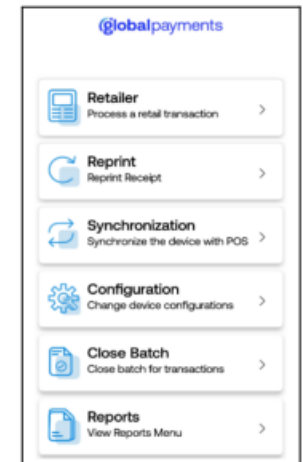 globalpayments
Retailer
Process a retail transaction
Reprint
Reprint Receipt
Synchronization
Synchronize the device with POS
Configuration
Change device configurations
Close Batch
Close batch for transactions
Reports
View Reports Menu